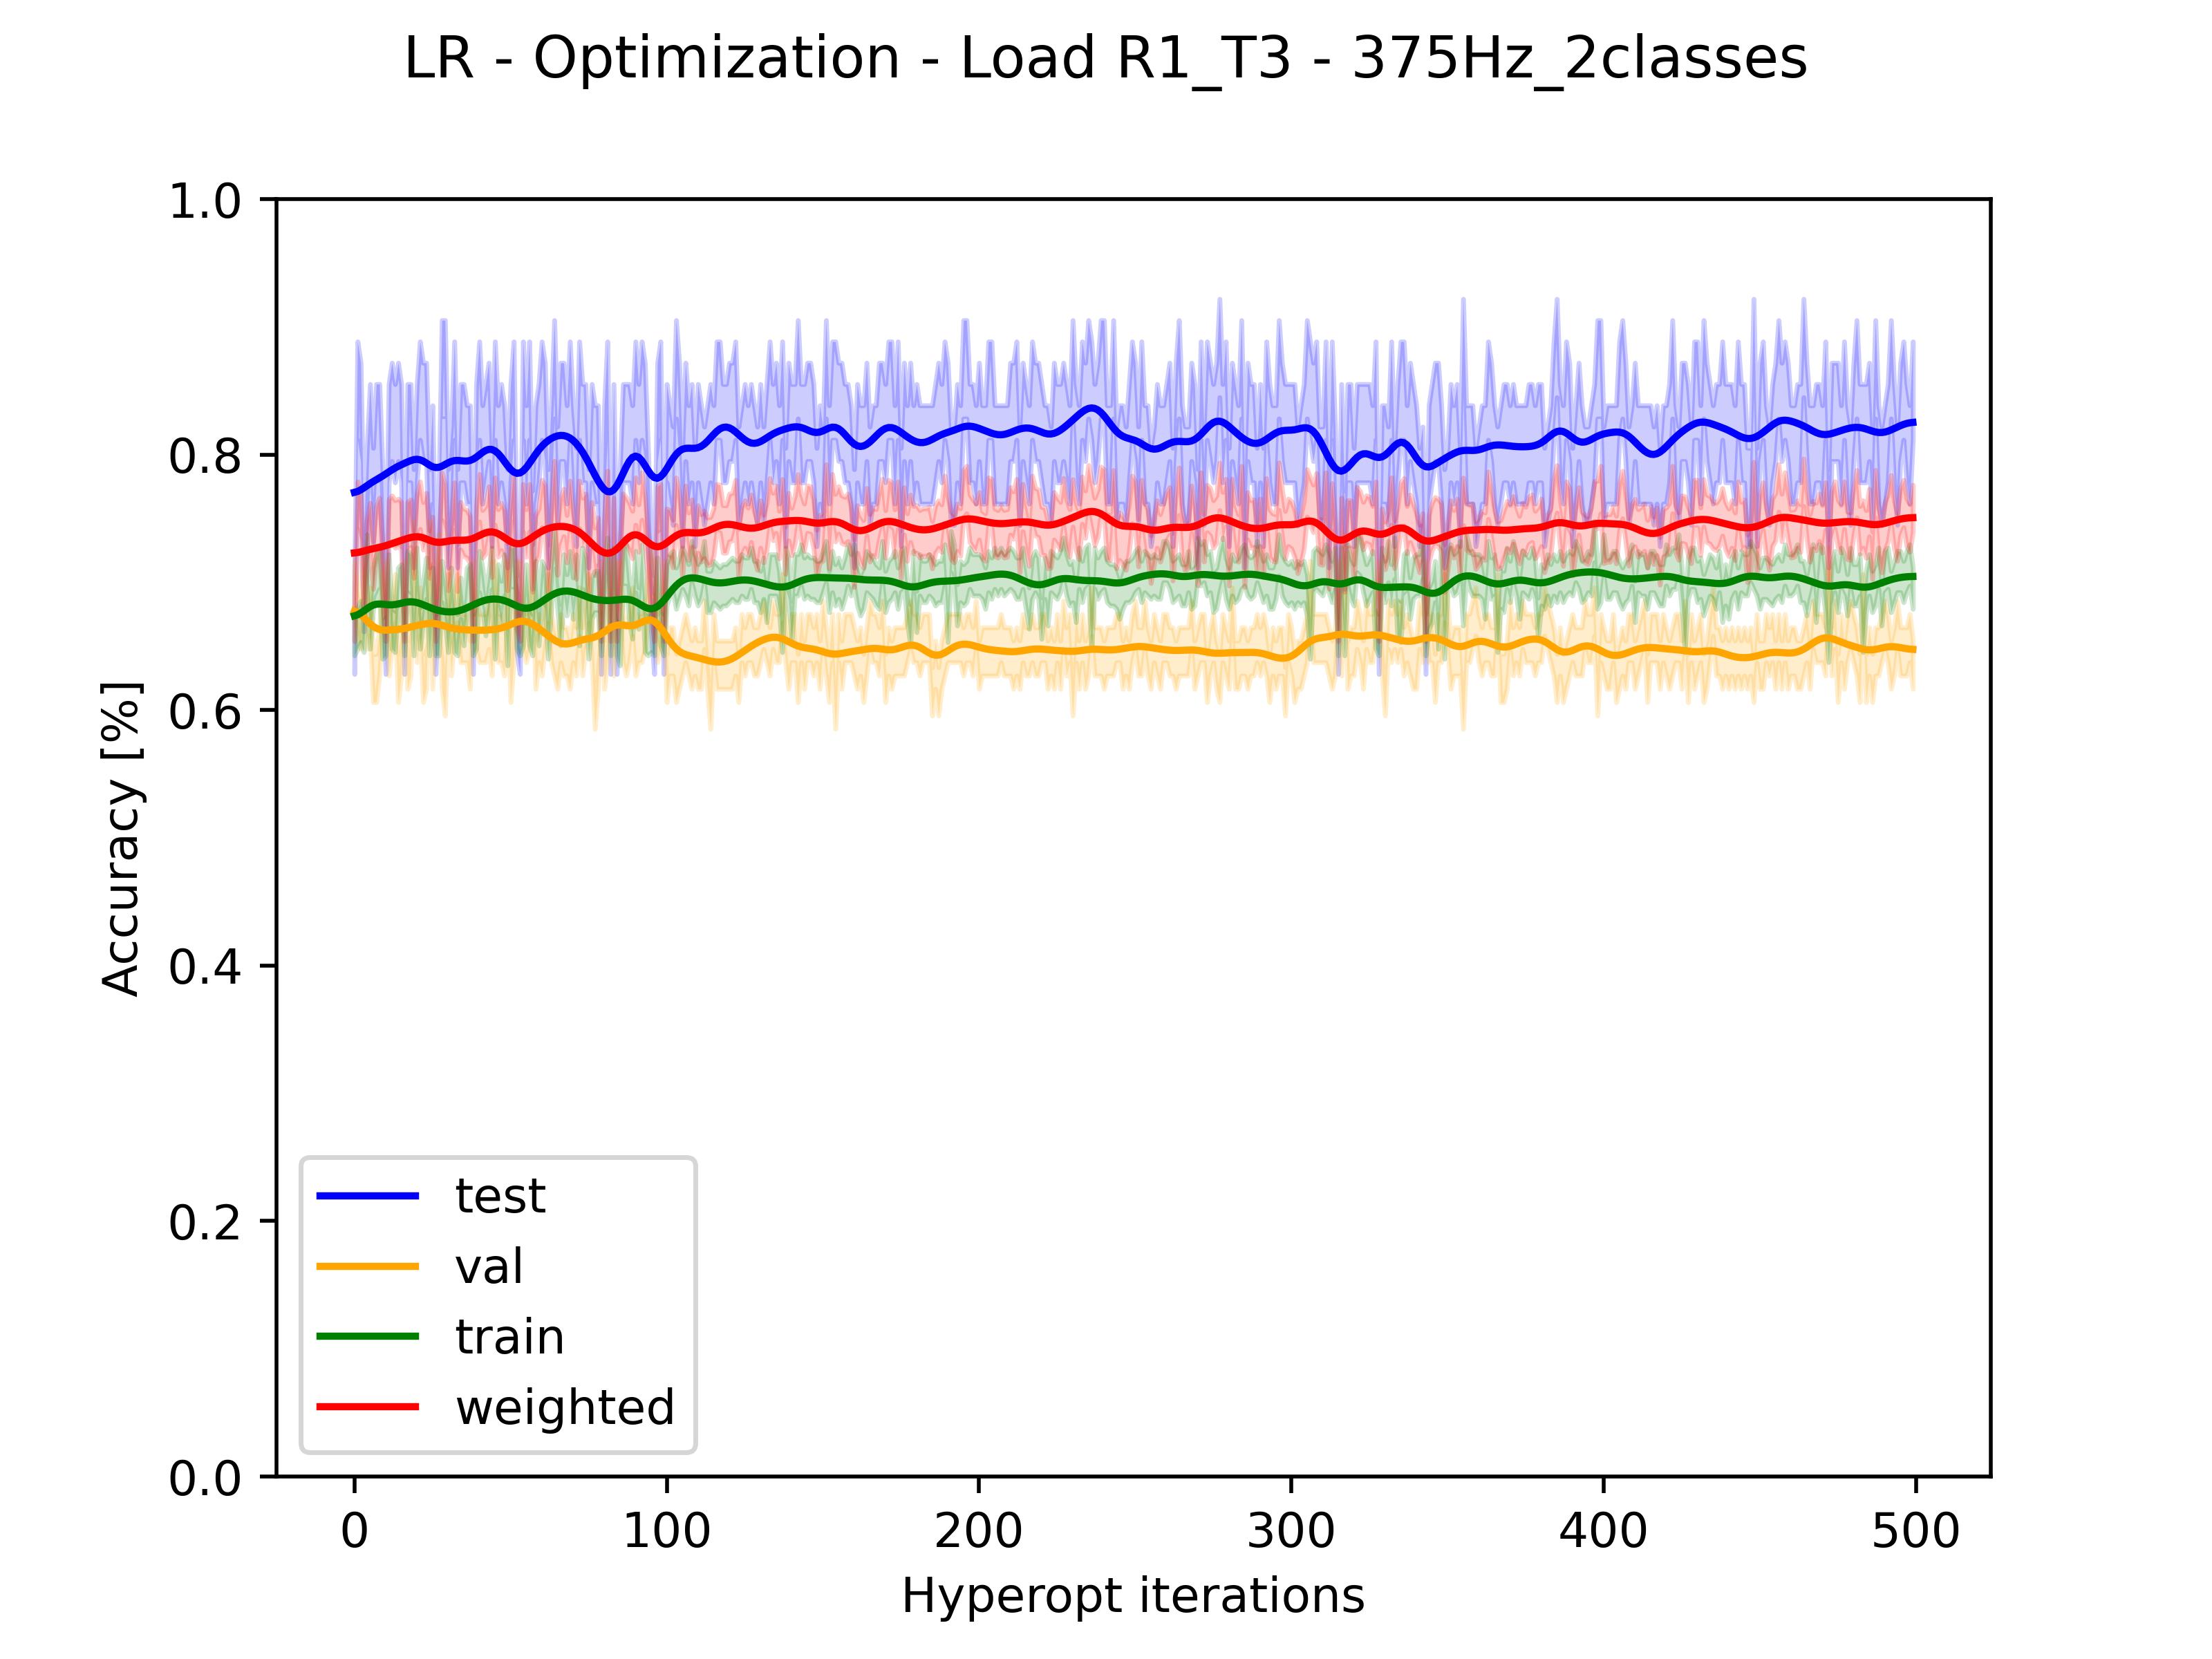 LR - Optimization - Load R1_T3 - 375Hz_2classes
1.0
0.8
0.6
0.4
0.2
0.0
Accuracy [%]
test
val
train
weighted
0 100 200 300 400 500
Hyperopt iterations